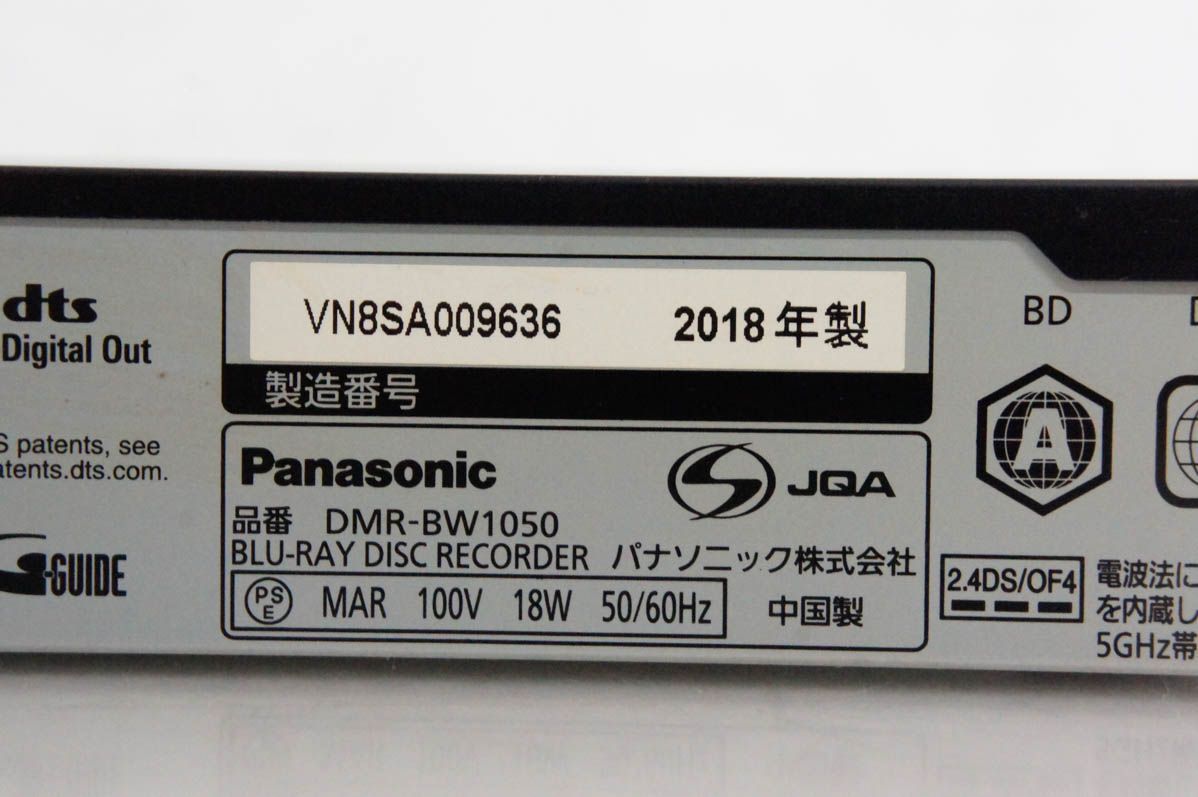 dts
Digital Out
S patents, see
atents.dts.com.
G-GUIDE
VN8SA009636 2018年製
製造番号
Panasonic
JQA
品番 DMR-BW1050
BLU-RAY DISC RECORDER パナソニック株式会社
PSE MAR 100V 18W 50/60Hz 中国製
BD
A
2.4DS/OF4
電波法に
を内蔵し
5GHz帯